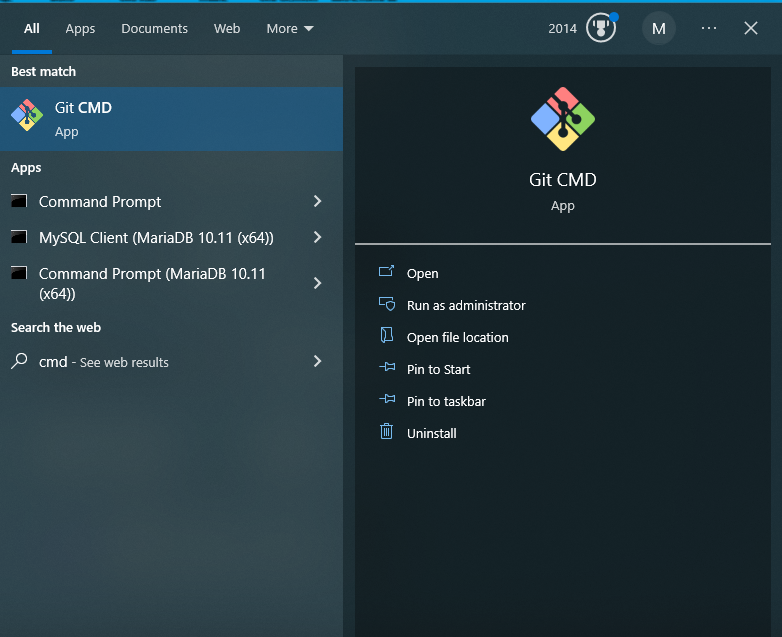 All Apps Documents Web More 2014 M
Best match
Git CMD
App
Apps
Command Prompt
MySQL Client (MariaDB 10.11 (x64))
Command Prompt (MariaDB 10.11
(x64))
Search the web
cmd - See web results
Git CMD
App
Open
Run as administrator
Open file location
Pin to Start
Pin to taskbar
Uninstall